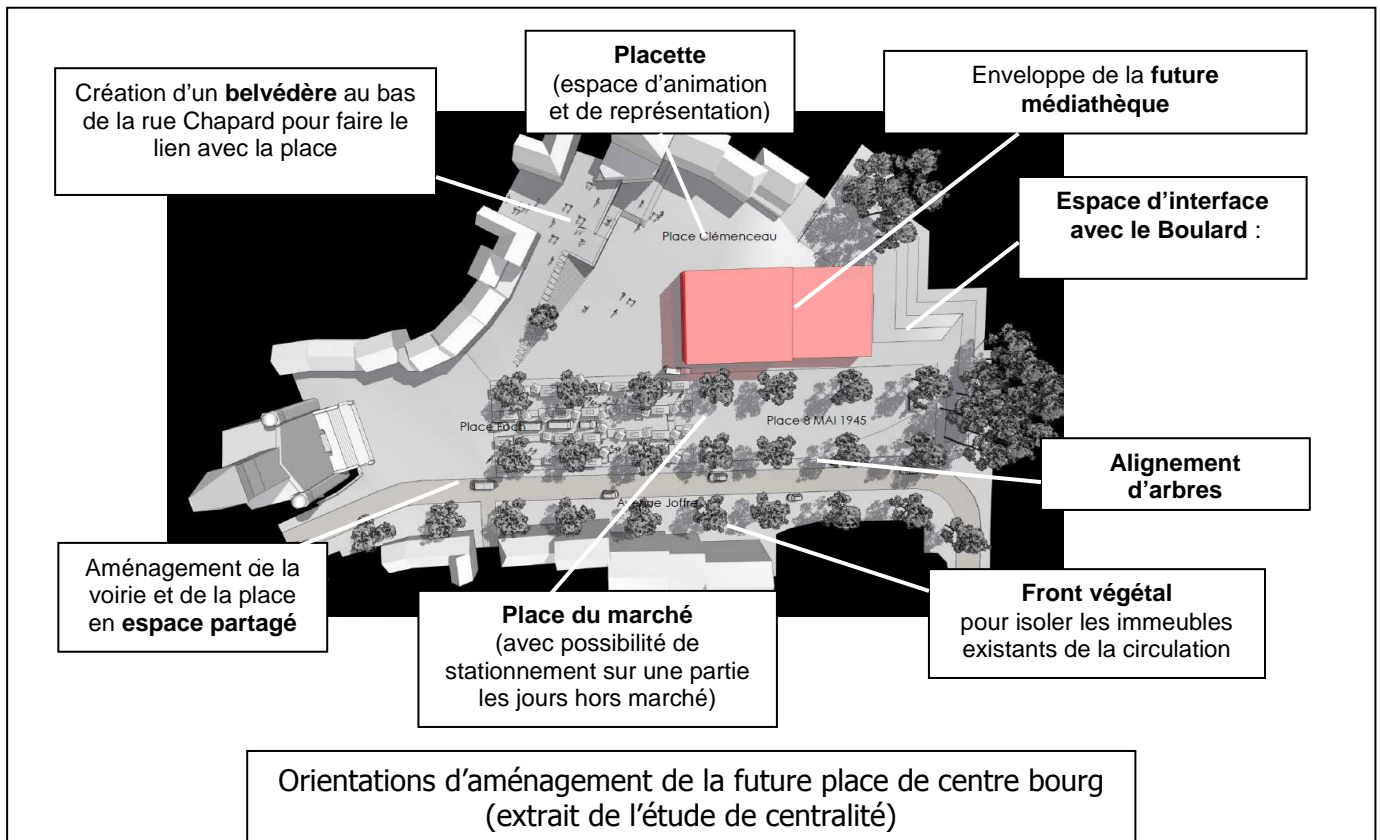 Création d'un belvédère au bas
de la rue Chapard pour faire le
lien avec la place
Placette
(espace d'animation
et de représentation)
Enveloppe de la future
médiathèque
Espace d'interface
avec le Boulard :
Place Clémenceau
Place Foch
Place 8 MAI 1945
Avenue Joffre
Alignement
d'arbres
Aménagement de la
voirie et de la place
en espace partagé
Place du marché
(avec possibilité de
stationnement sur une partie
les jours hors marché)
Front végétal
pour isoler les immeubles
existants de la circulation
Orientations d'aménagement de la future place de centre bourg
(extrait de l'étude de centralité)